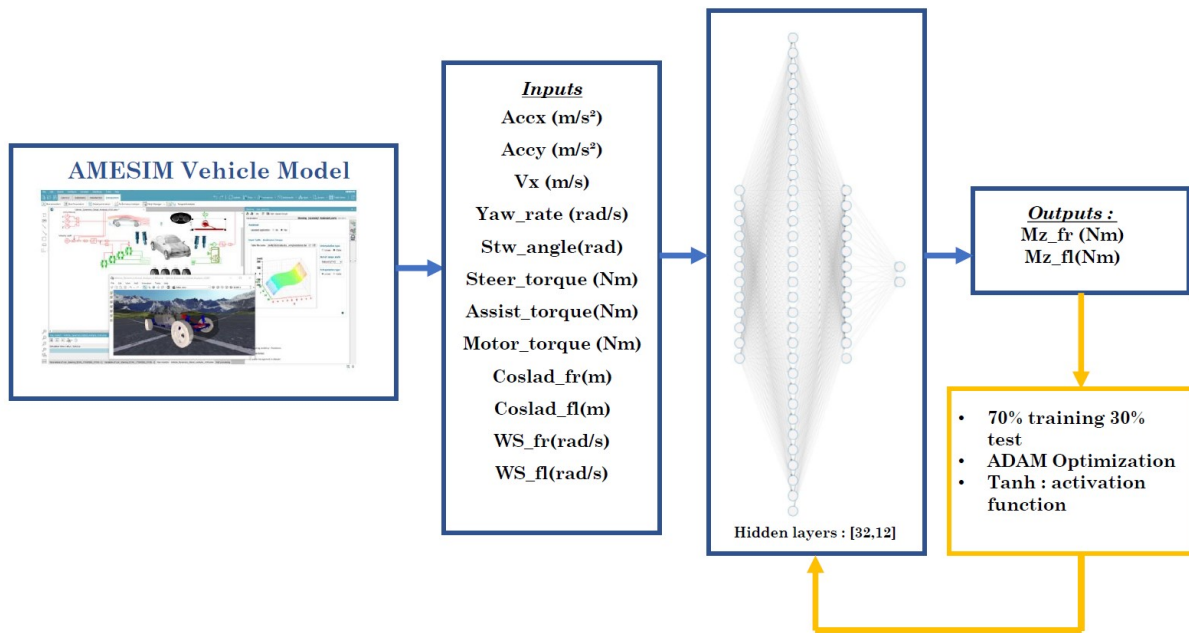 AMESIM Vehicle Model
Inputs
Accx (m/s²)
Accy (m/s²)
Vx (m/s)
Yaw_rate (rad/s)
Stw_angle(rad)
Steer_torque (Nm)
Assist_torque(Nm)
Motor_torque (Nm)
Coslad_fr(m)
Coslad_fl(m)
WS_fr(rad/s)
WS_fl(rad/s)
Hidden layers : [32,12]
Outputs :
Mz_fr (Nm)
Mz_fl(Nm)
• 70% training 30%
test
• ADAM Optimization
• Tanh : activation
function